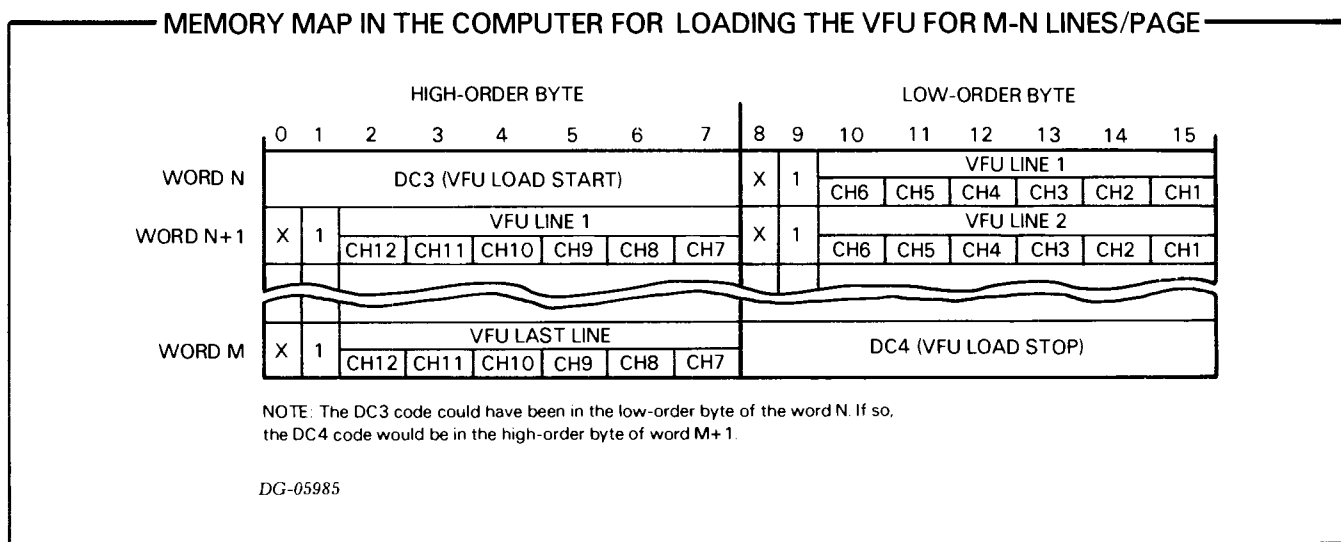 MEMORY MAP IN THE COMPUTER FOR LOADING THE VFU FOR M-N LINES/PAGE
HIGH-ORDER BYTE LOW-ORDER BYTE
0 1 2 3 4 5 6 7 8 9 10 11 12 13 14 15
WORD N DC3 (VFU LOAD START) X 1 VFU LINE 1
CH6 CH5 CH4 CH3 CH2 CH1
WORD N+1 X 1 VFU LINE 1 X 1 VFU LINE 2
CH12 CH11 CH10 CH9 CH8 CH7 CH6 CH5 CH4 CH3 CH2 CH1
WORD M X 1 VFU LAST LINE DC4 (VFU LOAD STOP)
CH12 CH11 CH10 CH9 CH8 CH7
NOTE: The DC3 code could have been in the low-order byte of the word N. If so,
the DC4 code would be in the high-order byte of word M+1.
DG-05985